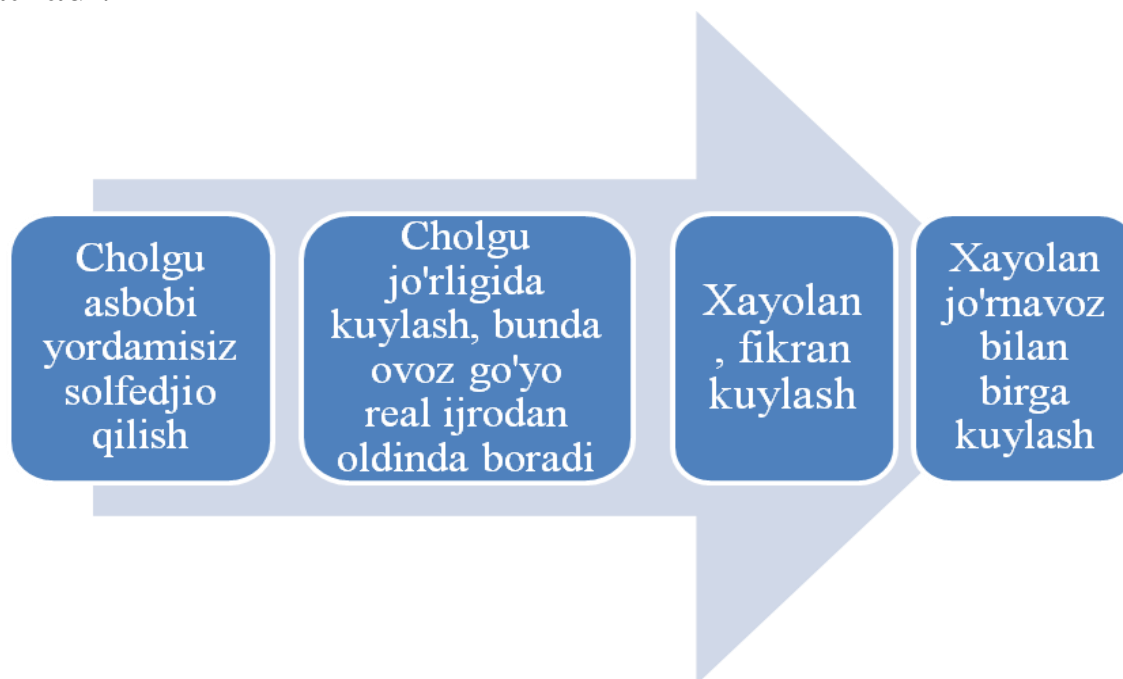 Cholgu
asbobi
yordamisiz
solfedjio
qilish
Cholgu
jo'rligida
kuylash, bunda
ovoz go'yo
real ijrodan
oldinda boradi
Xayolan
, fikran
kuylash
Xayolan
jo'rnavoz
bilan
birga
kuylash